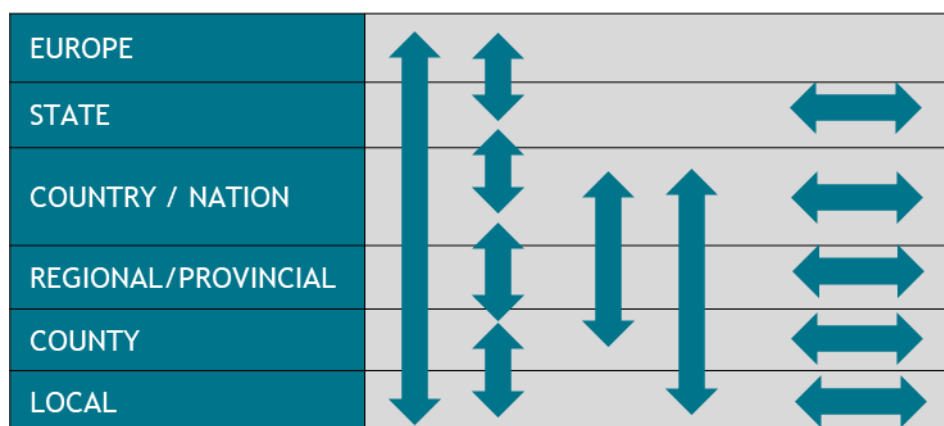 EUROPE
STATE
COUNTRY / NATION
REGIONAL/PROVINCIAL
COUNTY
LOCAL